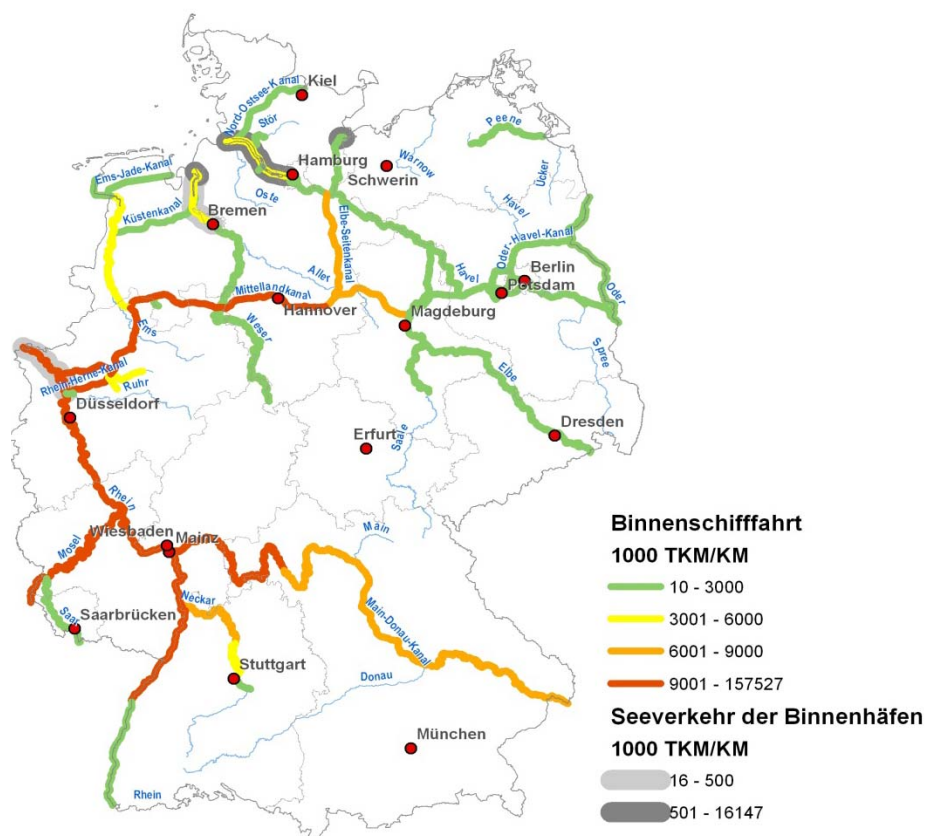 Kiel
Nord-Ostsee-Kanal
Stör
Peene
Hamburg
Warnow
Schwerin
Ücker
Ems-Jade-Kanal
Oste
Küstenkanal
Bremen
Elbe-Seitenkanal
Havel
Oder-Havel-Kanal
Aller
Havel
Berlin
Potsdam
Oder
Mittellandkanal
Hannover
Magdeburg
Ems
Weser
Spree
Rhein-Herne-Kanal
Ruhr
Elbe
Düsseldorf
Dresden
Erfurt
Saale
Rhein
Wiesbaden
Mainz
Main
Mosel
Neckar
Saar
Saarbrücken
Main-Donau-Kanal
Stuttgart
Donau
München
Rhein
Binnenschifffahrt
1000 TKM/KM
10 - 3000
3001 - 6000
6001 - 9000
9001 - 157527
Seeverkehr der Binnenhäfen
1000 TKM/KM
16 - 500
501 - 16147